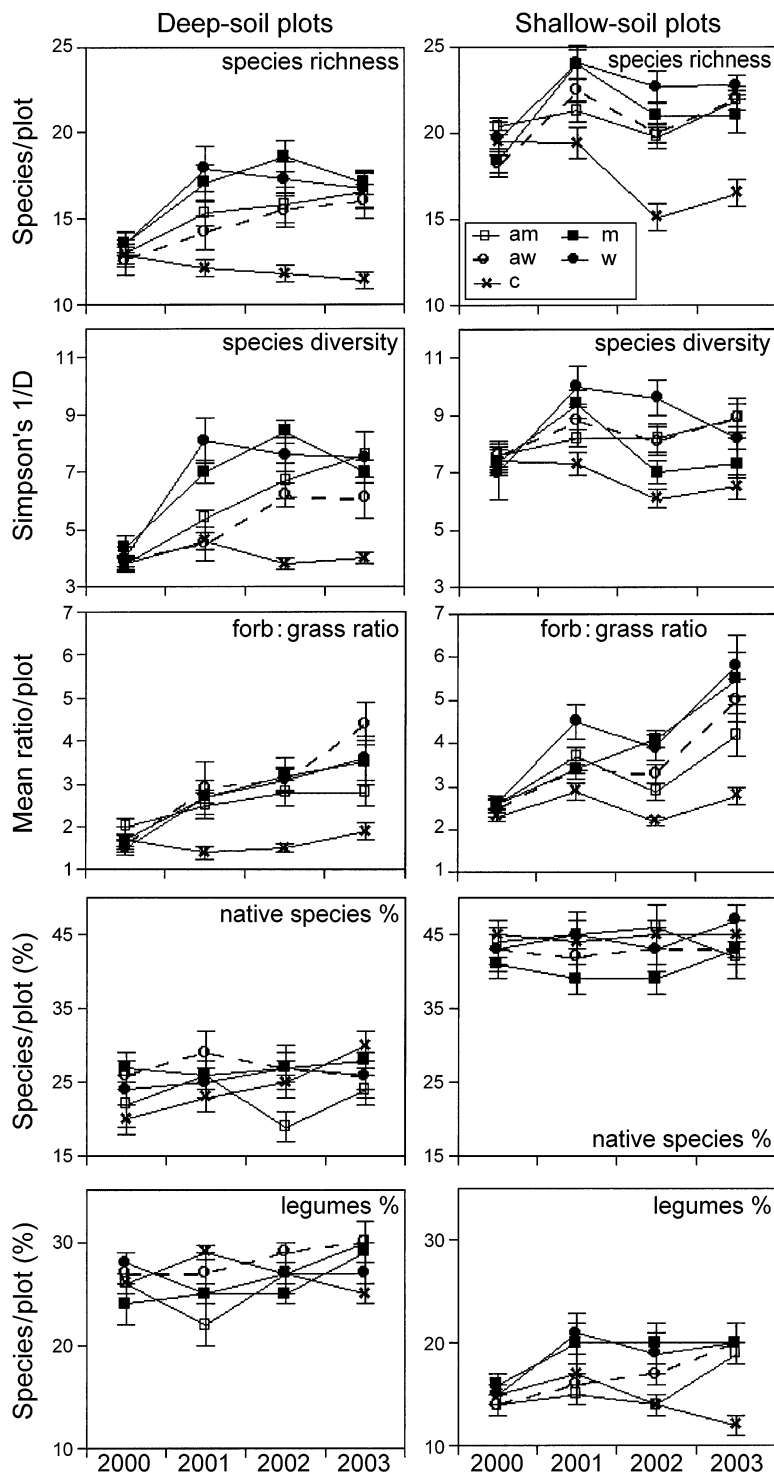 Deep-soil plots
Shallow-soil plots
Species/plot
25
20
15
10
species richness
25
20
15
10
species richness
am
m
aw
w
c
Simpson's 1/D
11
9
7
5
3
species diversity
11
9
7
5
3
species diversity
Mean ratio/plot
7
6
5
4
3
2
1
forb:grass ratio
7
6
5
4
3
2
1
forb:grass ratio
Species/plot (%)
45
35
25
15
native species %
45
35
25
15
native species %
Species/plot (%)
30
20
10
legumes %
2000 2001 2002 2003
30
20
10
legumes %
2000 2001 2002 2003